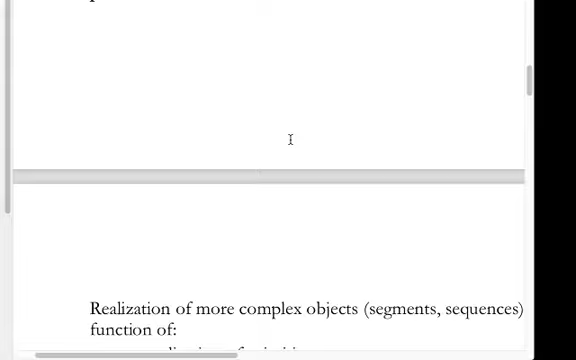 Realization of more complex objects (segments, sequences)
function of: